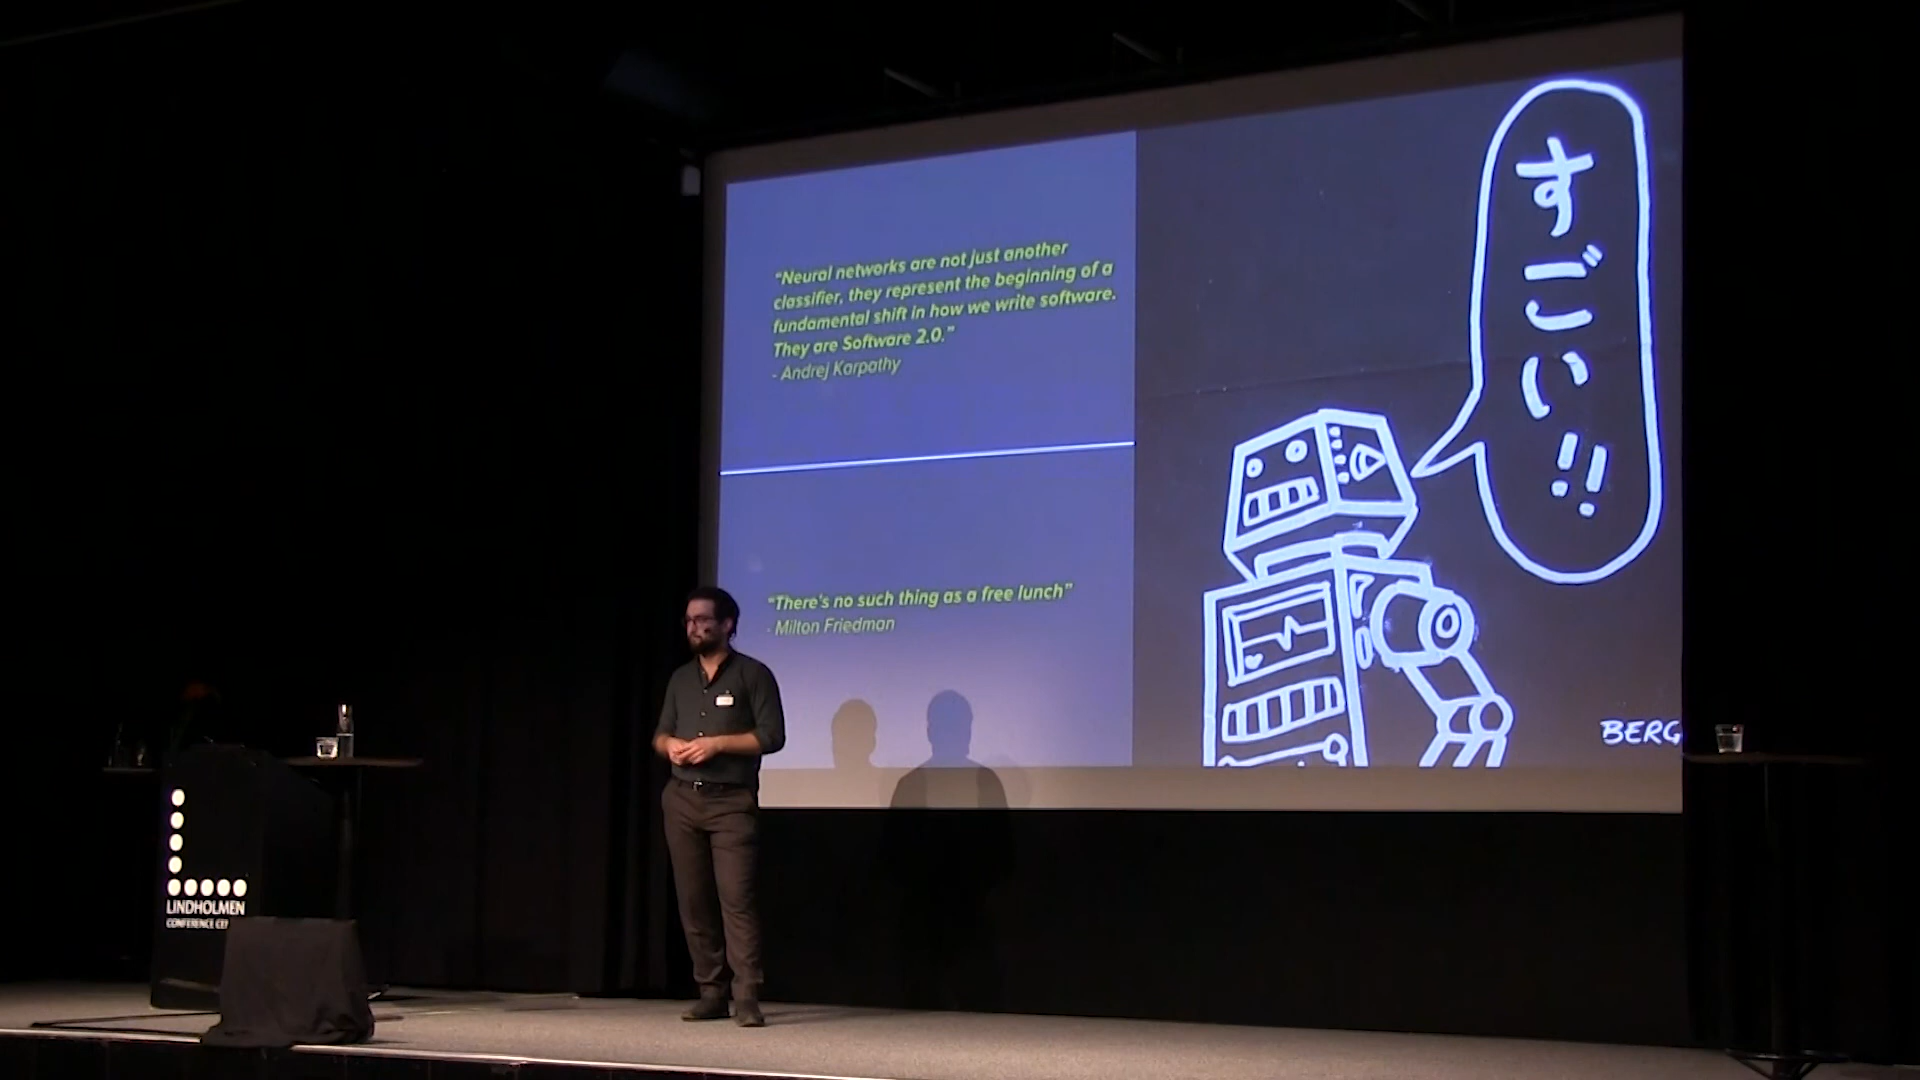 “Neural networks are not just another
classifier, they represent the beginning of a
fundamental shift in how we write software.
They are Software 2.0.”
- Andrej Karpathy
“There's no such thing as a free lunch”
- Milton Friedman
すごい!!
BERG
LINDHOLMEN
CONFERENCE CE